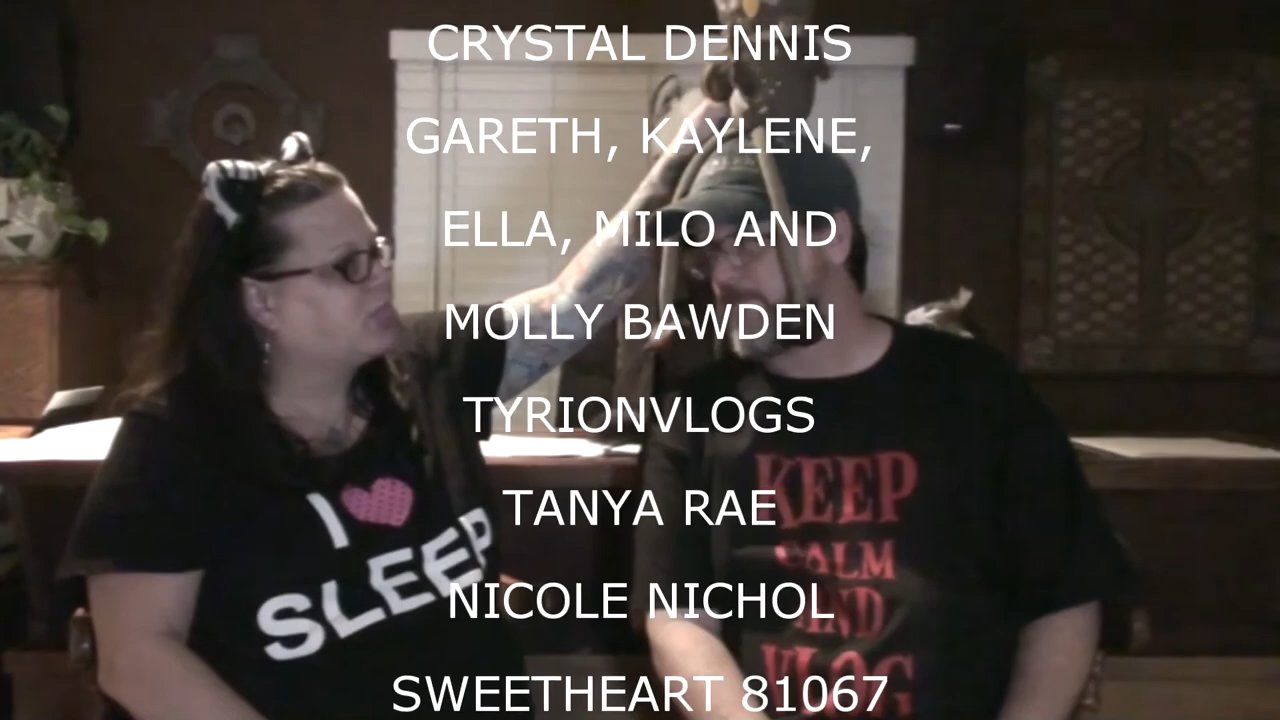 CRYSTAL DENNIS
GARETH, KAYLENE,
ELLA, MILO AND
MOLLY BAWDEN
TYRIONVLOGS
TANYA RAE
NICOLE NICHOL
SWEETHEART 81067
I
SLEEP
KEEP
CALM
AND
VLOG